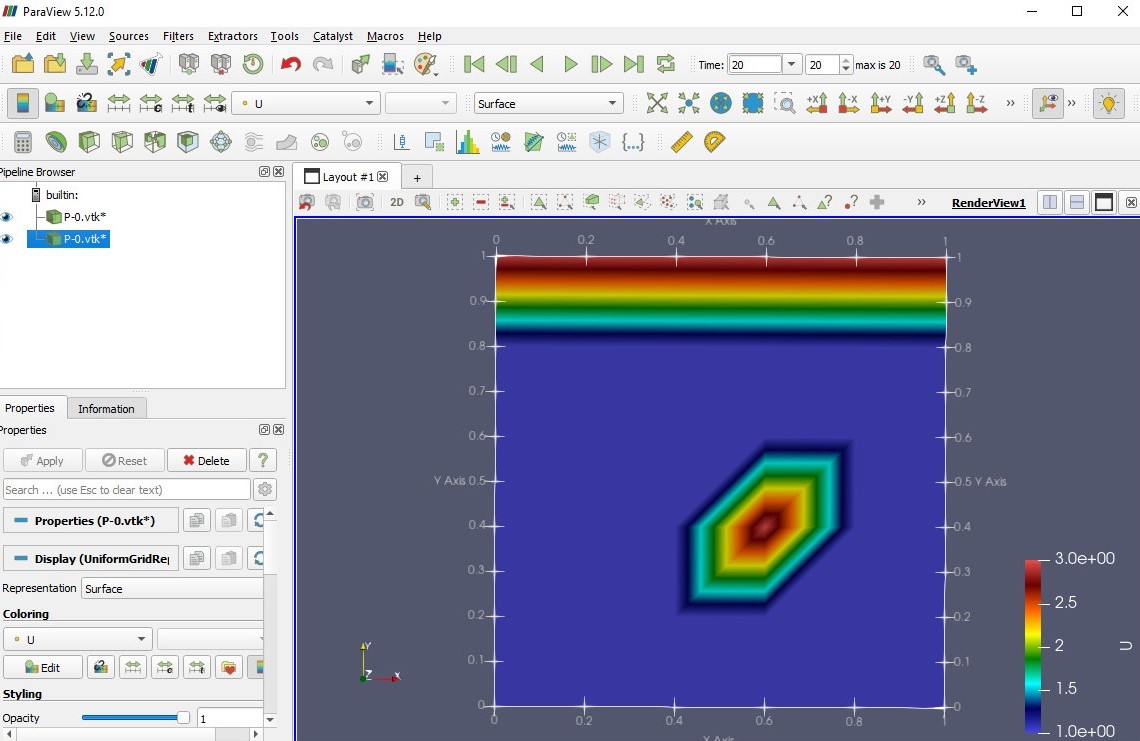 ParaView 5.12.0
File Edit View Sources Filters Extractors Tools Catalyst Macros Help
Time: 20 20 max is 20
U Surface
+X -X +Y -Y +Z -Z
Pipeline Browser
builtin:
P-0.vtk*
P-0.vtk*
Properties Information
Properties
Apply Reset Delete ?
Search ... (use Esc to clear text)
Properties (P-0.vtk*)
Display (UniformGridRep
Representation Surface
Coloring
U
Edit
Styling
Opacity 1
Layout #1 +
2D RenderView1
X Axis
0 0.2 0.4 0.6 0.8 1
1 1
0.9 0.9
0.8 0.8
0.7 0.7
0.6 0.6
Y Axis 0.5 0.5 Y Axis
0.4 0.4
0.3 0.3
0.2 0.2
0.1 0.1
0 0
0 0.2 0.4 0.6 0.8 1
X Axis
Y
Z X
3.0e+00
2.5
2
1.5
1.0e+00
U